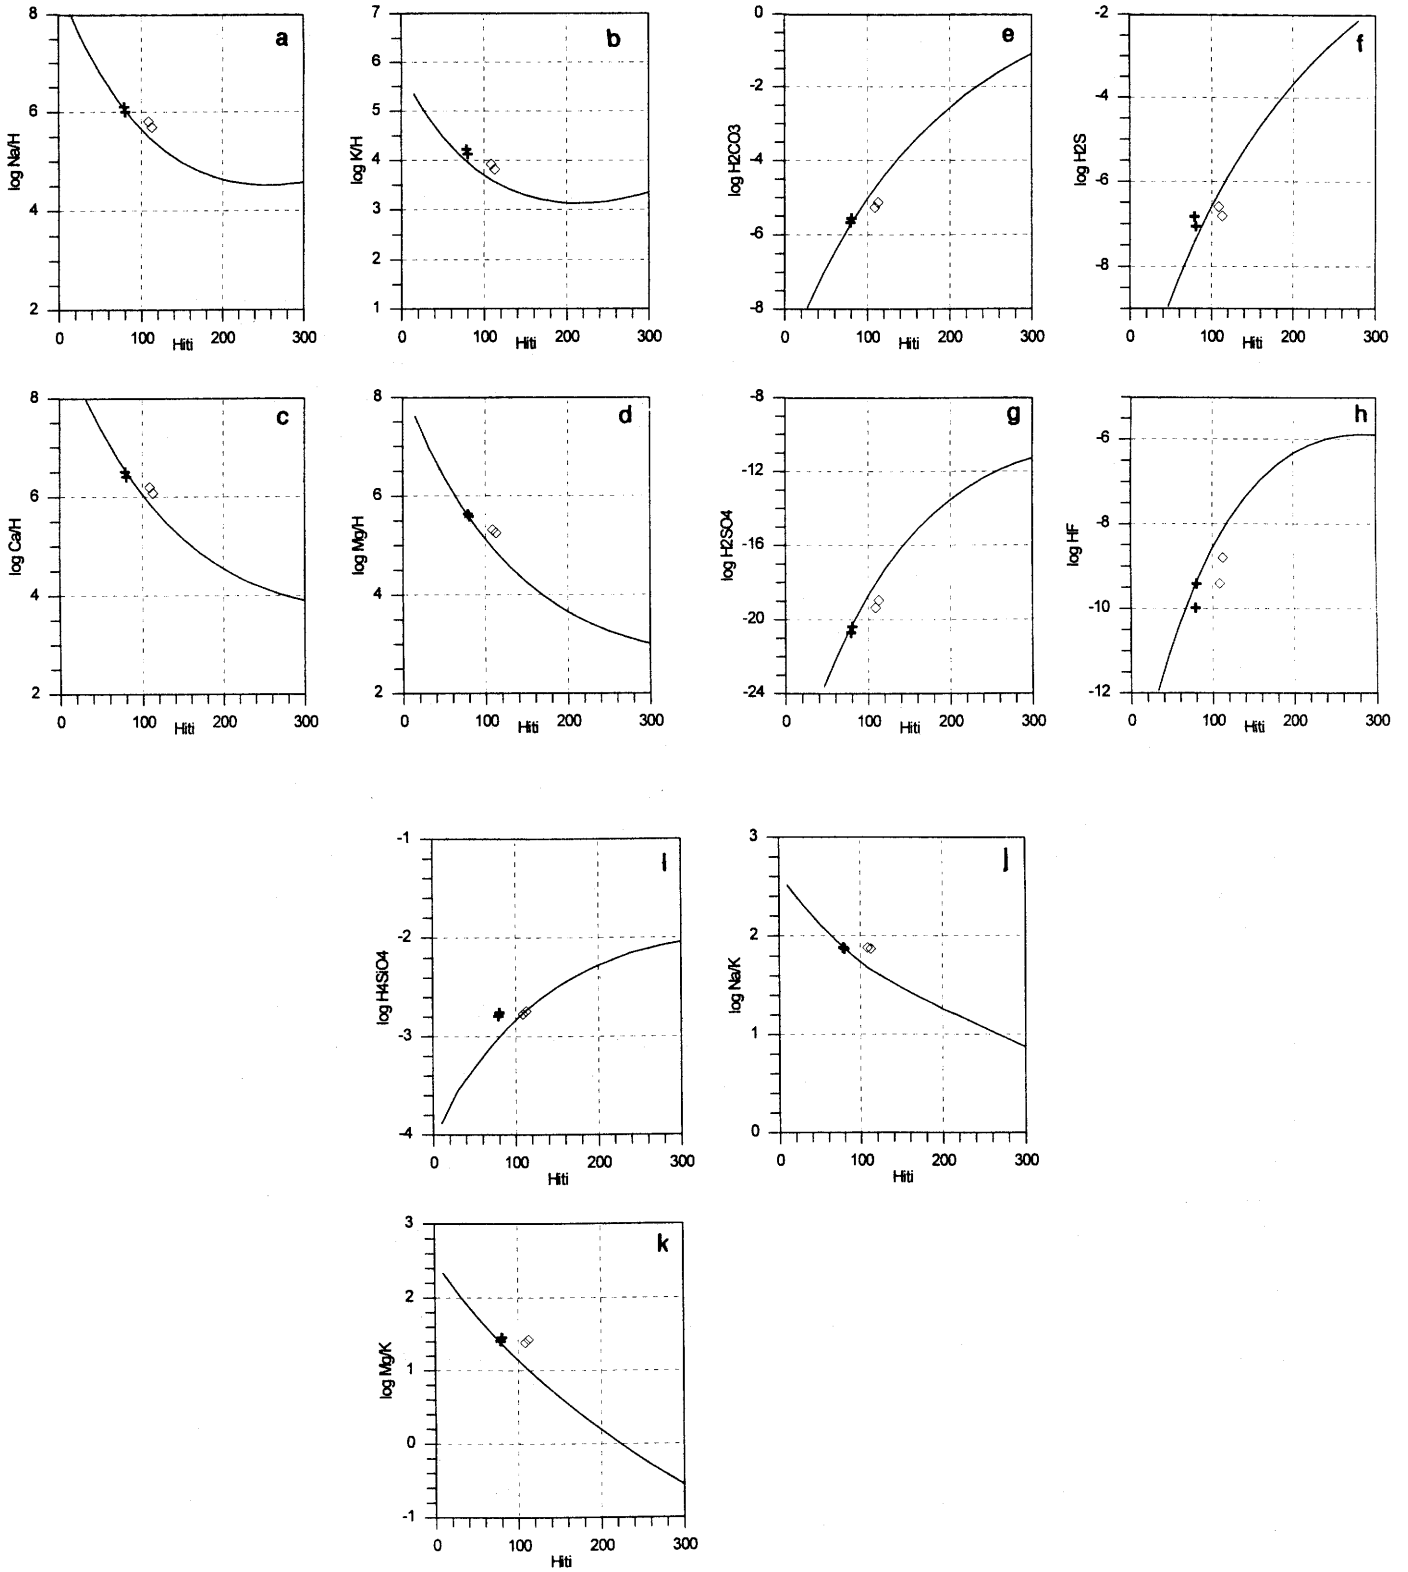 a
log Na/H
8
6
4
2
0 100 200 300
Hiti
b
log K/H
7
6
5
4
3
2
1
0 100 200 300
Hiti
e
log H2CO3
0
-2
-4
-6
-8
0 100 200 300
Hiti
f
log H2S
-2
-4
-6
-8
0 100 200 300
Hiti
c
log Ca/H
8
6
4
2
0 100 200 300
Hiti
d
log Mg/H
8
6
4
2
0 100 200 300
Hiti
g
log H2SO4
-8
-12
-16
-20
-24
0 100 200 300
Hiti
h
log HF
-6
-8
-10
-12
0 100 200 300
Hiti
i
log H4SiO4
-1
-2
-3
-4
0 100 200 300
Hiti
j
log Na/K
3
2
1
0
0 100 200 300
Hiti
k
log Mg/K
3
2
1
0
-1
0 100 200 300
Hiti